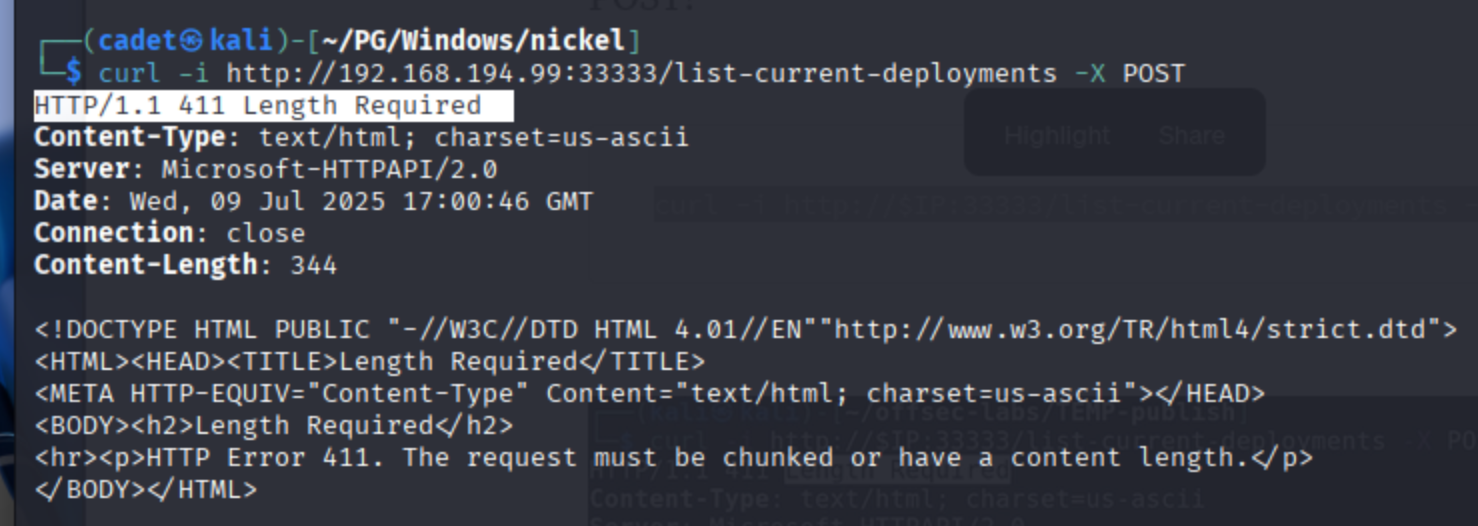 POST.
┌──(cadet㉿kali)-[~/PG/Windows/nickel]
└─$ curl -i http://192.168.194.99:33333/list-current-deployments -X POST
HTTP/1.1 411 Length Required
Content-Type: text/html; charset=us-ascii
Highlight Share
Server: Microsoft-HTTPAPI/2.0
Date: Wed, 09 Jul 2025 17:00:46 GMT
curl -i http://$IP:33333/list-current-deployments -
Connection: close
Content-Length: 344
<!DOCTYPE HTML PUBLIC "-//W3C//DTD HTML 4.01//EN""http://www.w3.org/TR/html4/strict.dtd">
<HTML><HEAD><TITLE>Length Required</TITLE>
<META HTTP-EQUIV="Content-Type" Content="text/html; charset=us-ascii"></HEAD>
┌──(kali㉿kali)-[~/offsec-labs/TEMP-publish]
<BODY><h2>Length Required</h2>
└─$ curl -i http://$IP:33333/list-current-deployments -X PO
<hr><p>HTTP Error 411. The request must be chunked or have a content length.</p>
HTTP/1.1 411 Length Required
</BODY></HTML>
Content-Type: text/html; charset=us-ascii
Server: Microsoft-HTTPAPI/2.0